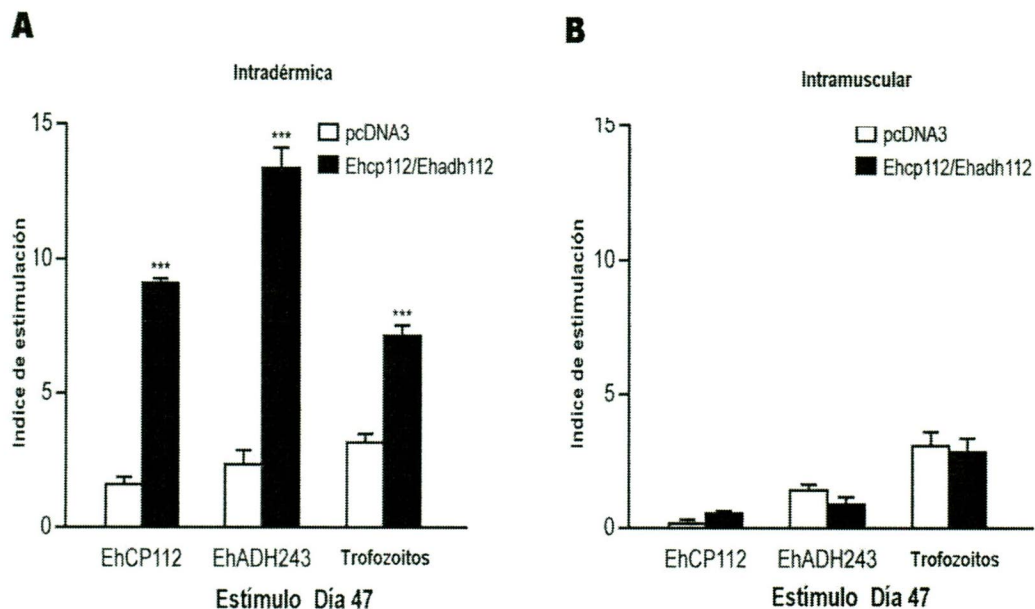 A
Intradérmica
15
10
5
0
Indice de estimulación
pcDNA3
Ehcp112/Ehadh112
***
***
***
EhCP112
EhADH243
Trofozoitos
Estímulo Día 47
B
Intramuscular
15
10
5
0
Indice de estimulación
pcDNA3
Ehcp112/Ehadh112
EhCP112
EhADH243
Trofozoitos
Estímulo Día 47